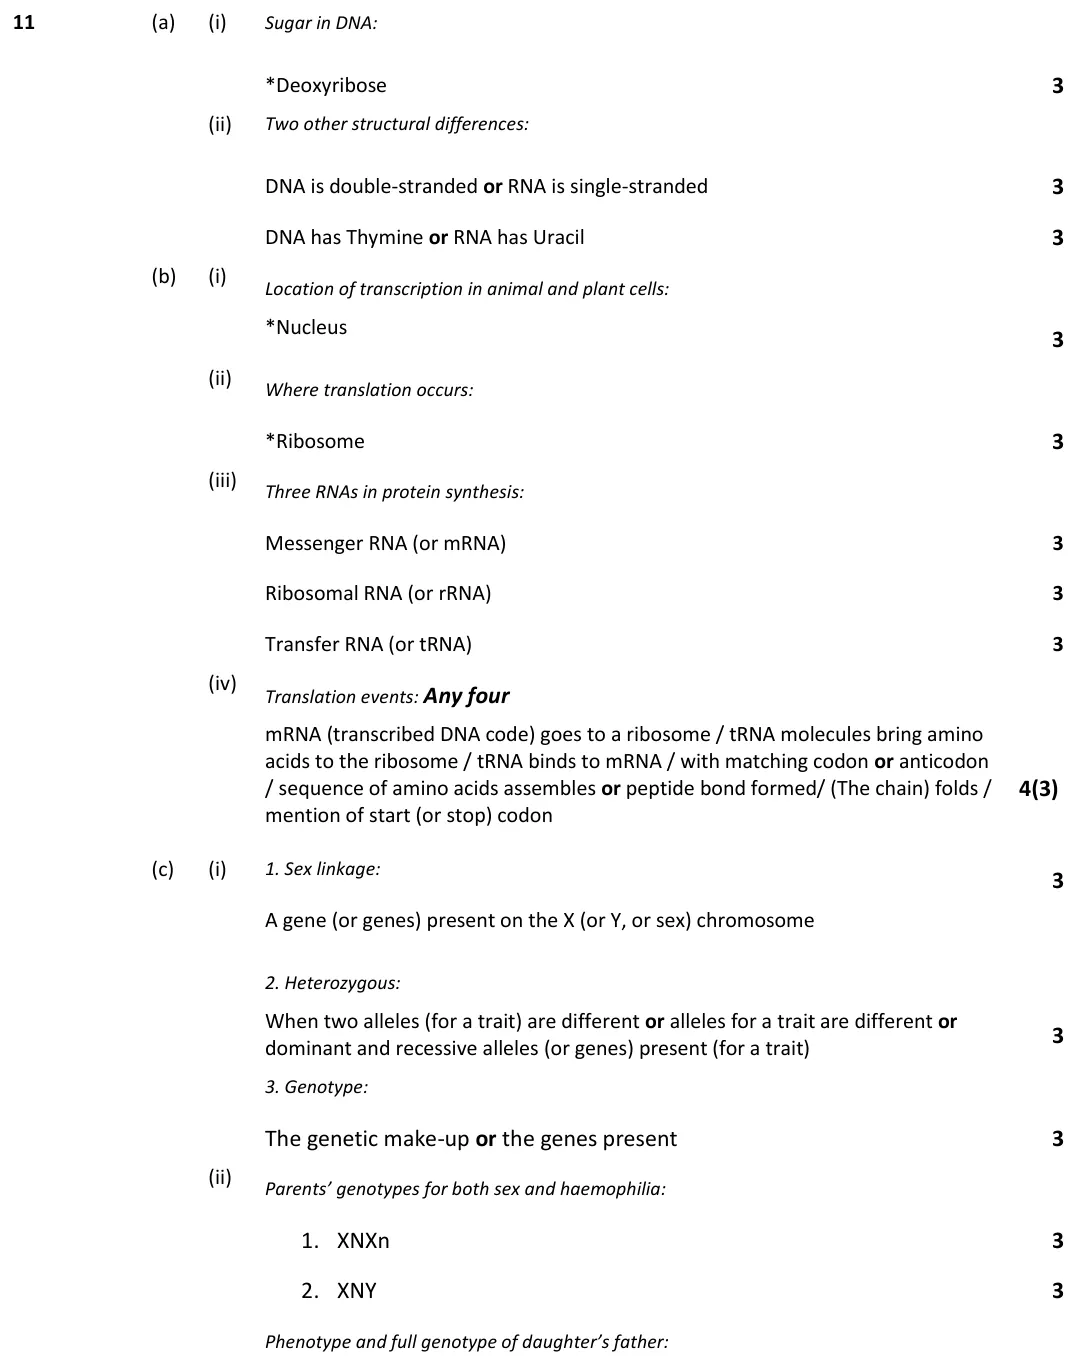 11 (a) (i) Sugar in DNA:
*Deoxyribose 3
(ii) Two other structural differences:
DNA is double-stranded or RNA is single-stranded 3
DNA has Thymine or RNA has Uracil 3
(b) (i) Location of transcription in animal and plant cells:
*Nucleus 3
(ii) Where translation occurs:
*Ribosome 3
(iii) Three RNAs in protein synthesis:
Messenger RNA (or mRNA) 3
Ribosomal RNA (or rRNA) 3
Transfer RNA (or tRNA) 3
(iv) Translation events: Any four
mRNA (transcribed DNA code) goes to a ribosome / tRNA molecules bring amino
acids to the ribosome / tRNA binds to mRNA / with matching codon or anticodon
/ sequence of amino acids assembles or peptide bond formed/ (The chain) folds / 4(3)
mention of start (or stop) codon
(c) (i) 1. Sex linkage: 3
A gene (or genes) present on the X (or Y, or sex) chromosome
2. Heterozygous:
When two alleles (for a trait) are different or alleles for a trait are different or
dominant and recessive alleles (or genes) present (for a trait) 3
3. Genotype:
The genetic make-up or the genes present 3
(ii) Parents’ genotypes for both sex and haemophilia:
1. XNXn 3
2. XNY 3
Phenotype and full genotype of daughter’s father: